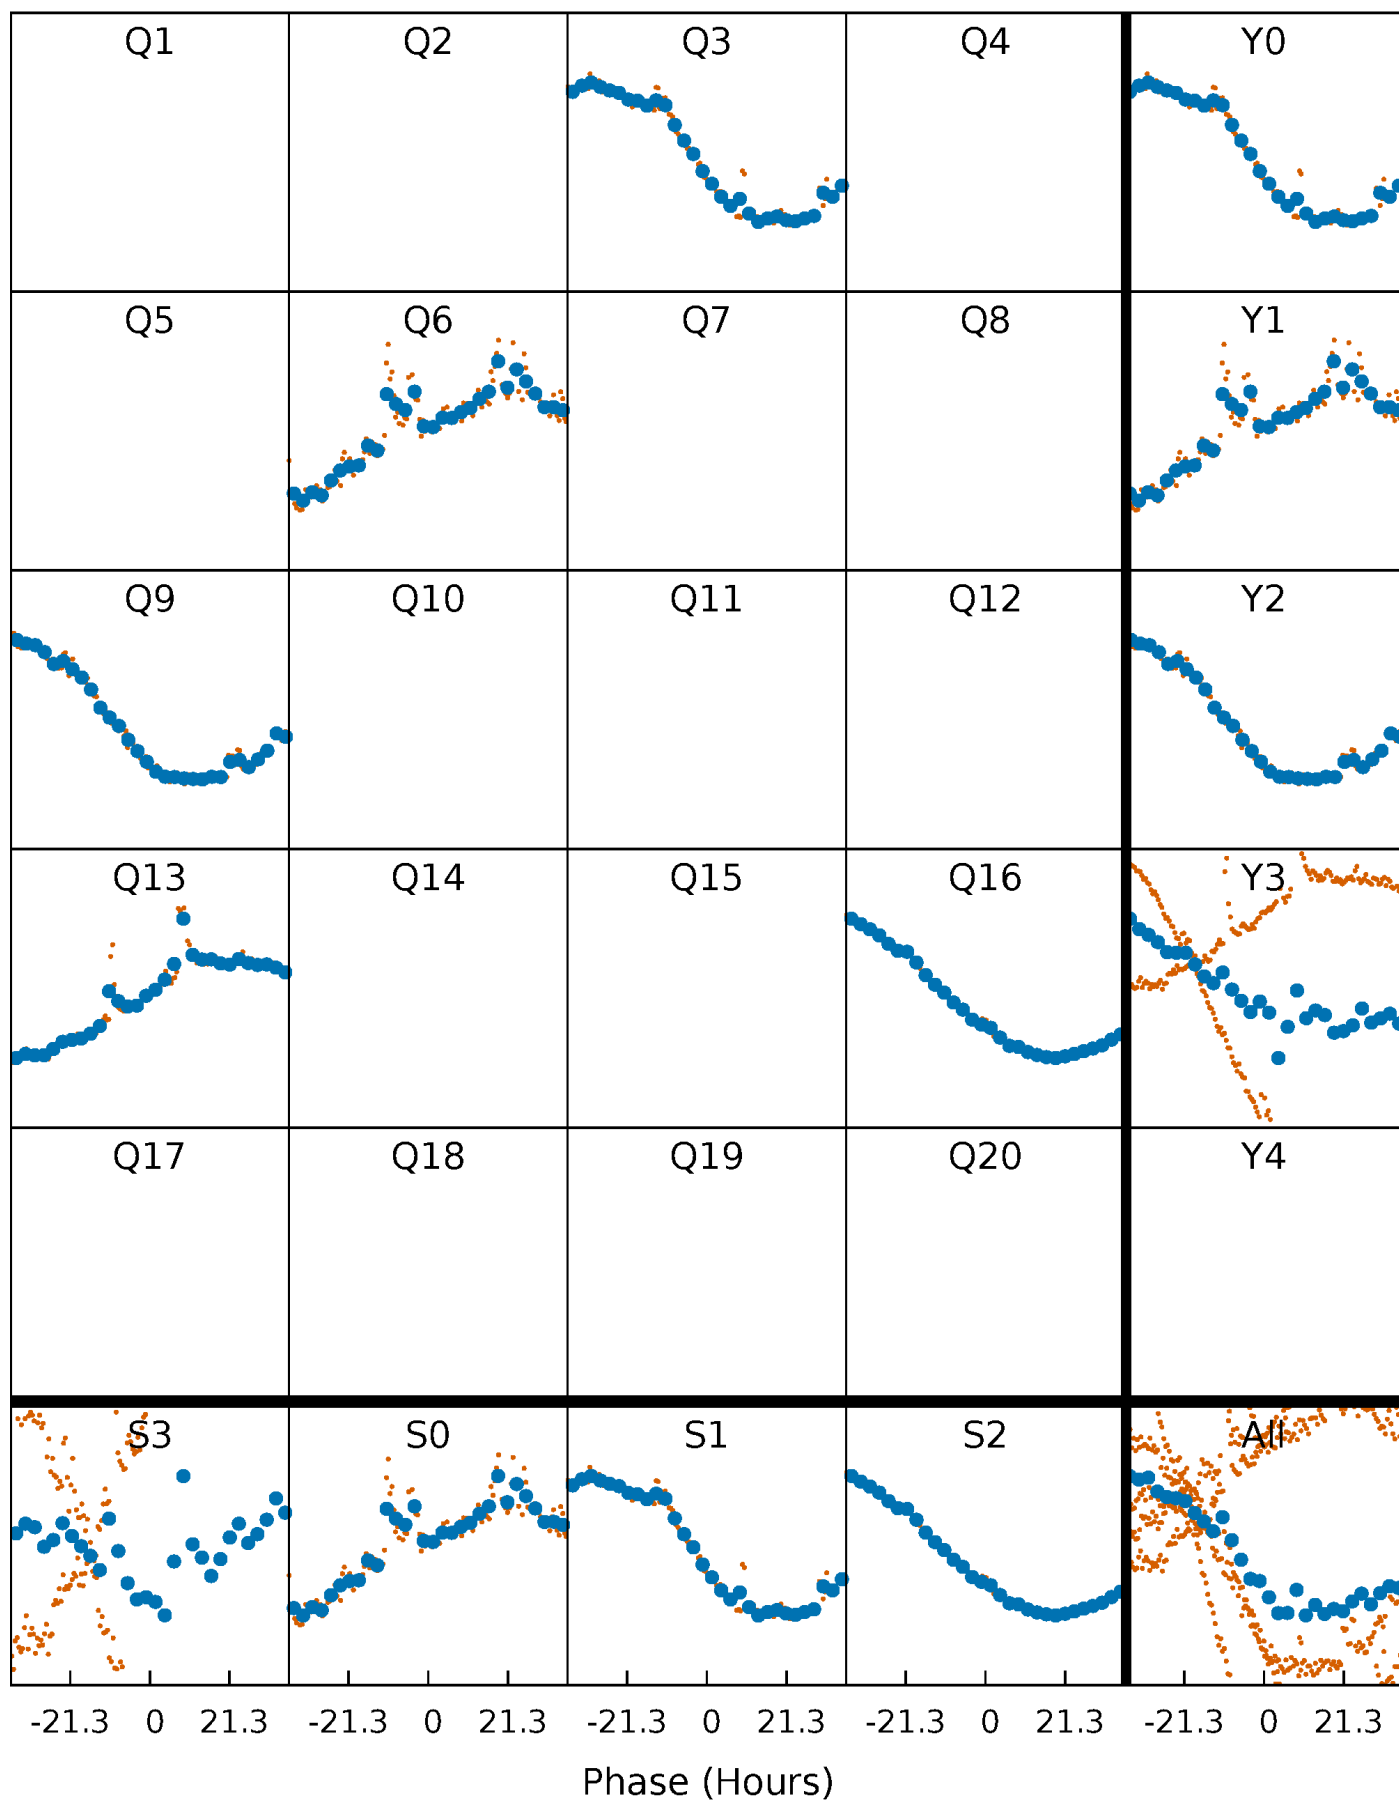 Q1 Q2 Q3 Q4 Y0
Q5 Q6 Q7 Q8 Y1
Q9 Q10 Q11 Q12 Y2
Q13 Q14 Q15 Q16 Y3
Q17 Q18 Q19 Q20 Y4
S3 S0 S1 S2 All
-21.3 0 21.3 -21.3 0 21.3 -21.3 0 21.3 -21.3 0 21.3 -21.3 0 21.3
Phase (Hours)